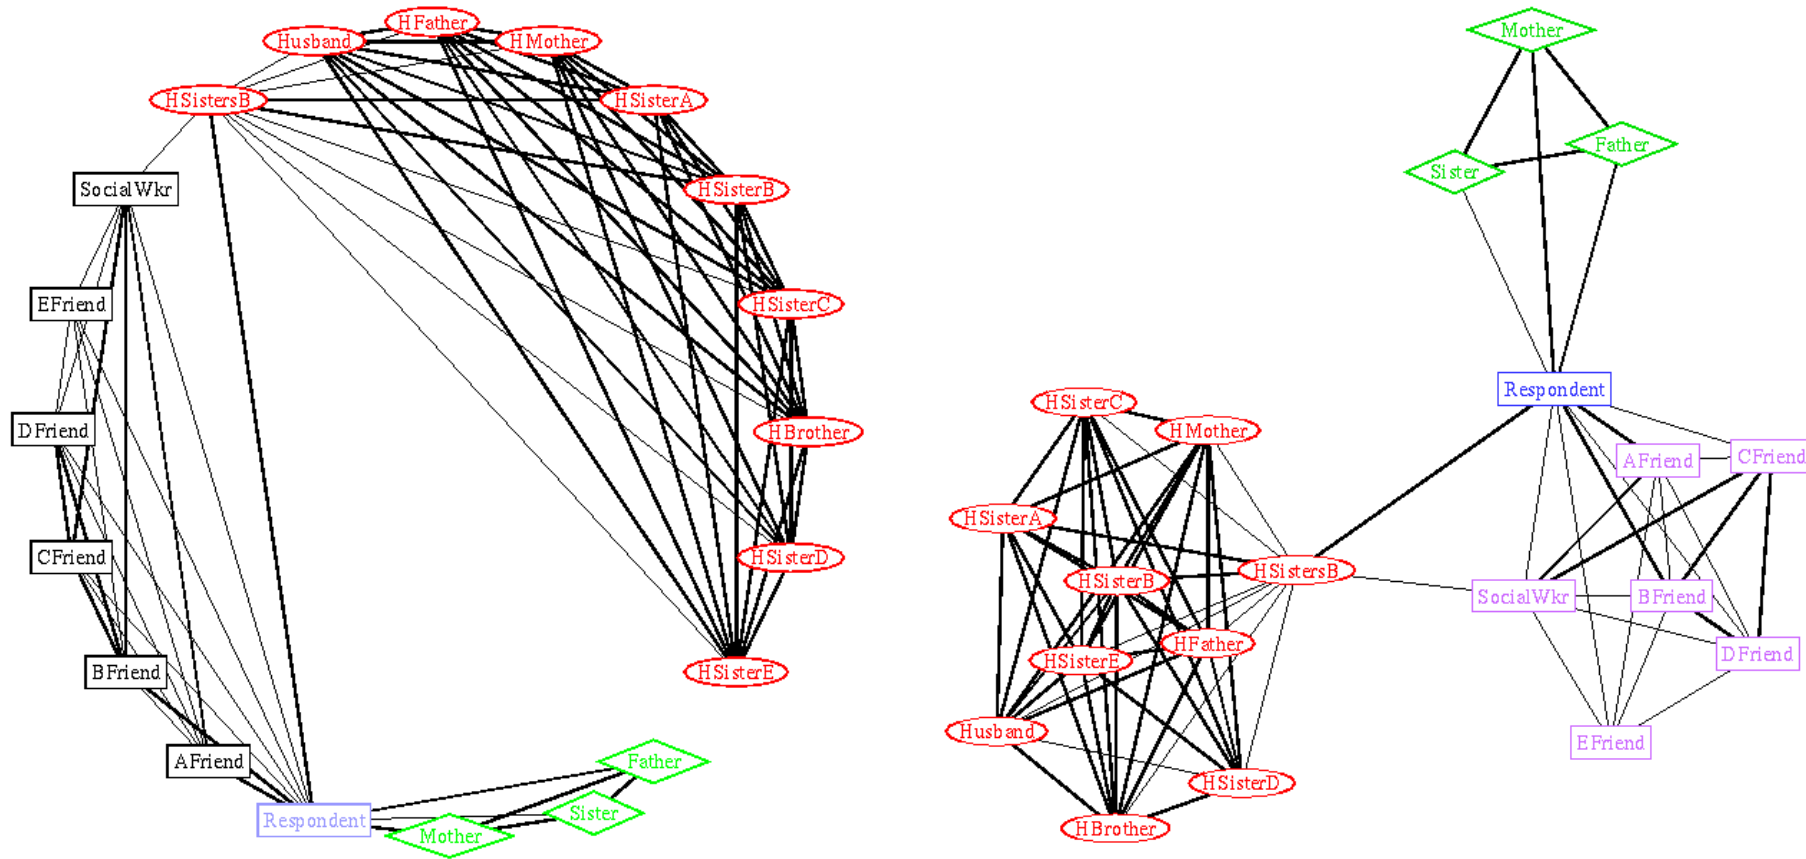 HFather
Husband
HMother
HSistersB
HSisterA
SocialWkr
HSisterB
EFriend
HSisterC
DFriend
HBrother
CFriend
HSisterD
BFriend
HSisterE
AFriend
Father
Respondent
Sister
Mother
Mother
Father
Sister
Respondent
HSisterC
HMother
AFriend
CFriend
HSisterA
HSisterB
HSistersB
SocialWkr
BFriend
HFather
HSisterE
DFriend
Husband
EFriend
HSisterD
HBrother